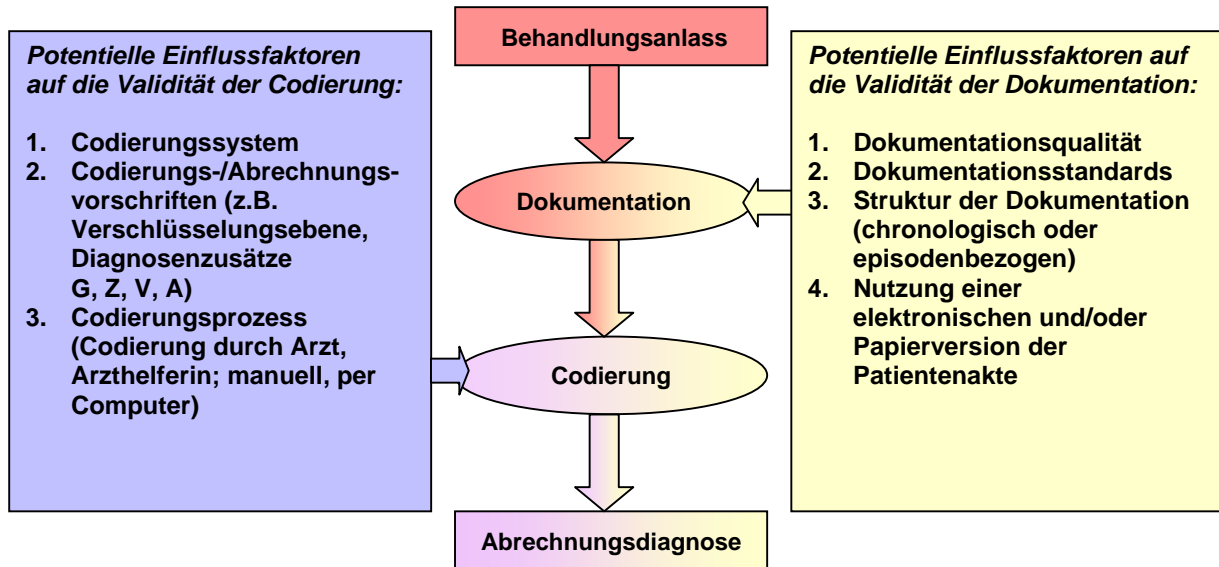 Potentielle Einflussfaktoren
auf die Validität der Codierung:
1. Codierungssystem
2. Codierungs-/Abrechnungs-
vorschriften (z.B.
Verschlüsselungsebene,
Diagnosenzusätze
G, Z, V, A)
3. Codierungsprozess
(Codierung durch Arzt,
Arzthelferin; manuell, per
Computer)
Behandlungsanlass
Dokumentation
Codierung
Abrechnungsdiagnose
Potentielle Einflussfaktoren auf
die Validität der Dokumentation:
1. Dokumentationsqualität
2. Dokumentationsstandards
3. Struktur der Dokumentation
(chronologisch oder
episodenbezogen)
4. Nutzung einer
elektronischen und/oder
Papierversion der
Patientenakte